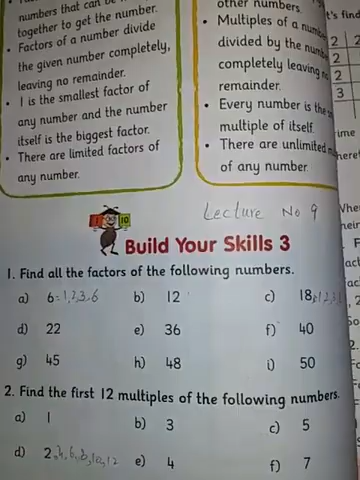 numbers that can be
together to get the number.
• Factors of a number divide
the given number completely,
leaving no remainder.
• 1 is the smallest factor of
any number and the number
itself is the biggest factor.
• There are limited factors of
any number.
other numbers.
• Multiples of a
divided by the
completely leaving
remainder.
• Every number is the
multiple of itself.
• There are unlimited
of any number.
2
2
2
3
Lecture No 9
1 10
Build Your Skills 3
1. Find all the factors of the following numbers.
a) 6 = 1,2,3,6 b) 12 c) 18
d) 22 e) 36 f) 40
g) 45 h) 48 i) 50
2. Find the first 12 multiples of the following numbers.
a) 1 b) 3 c) 5
d) 2,4,6,8,10,12 e) 4 f) 7